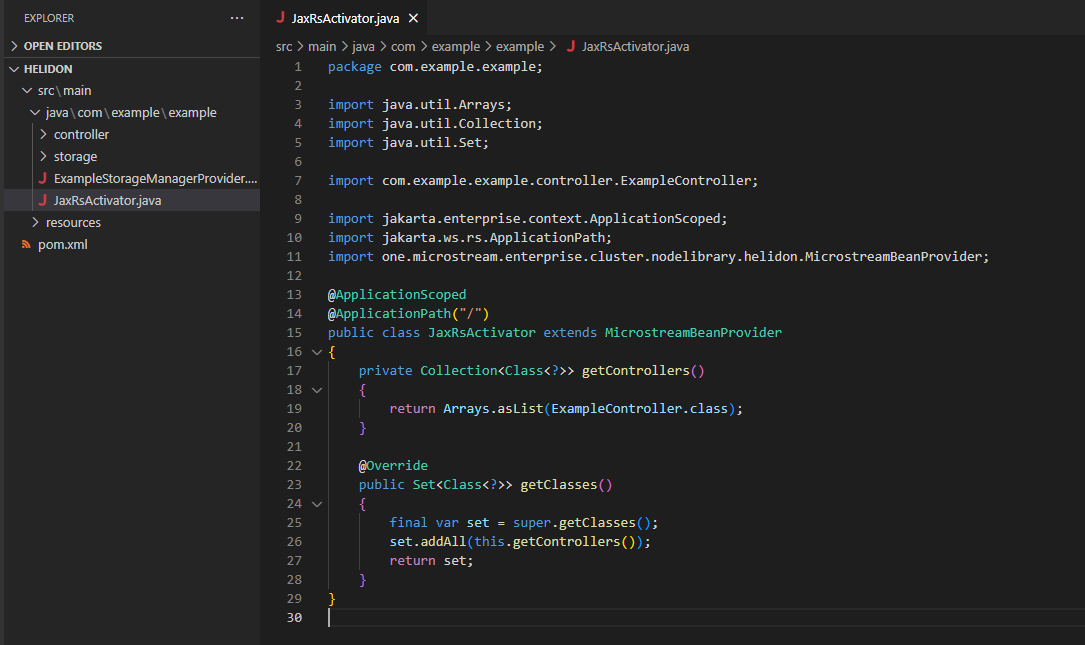 EXPLORER ...
OPEN EDITORS
HELIDON
src\main
java\com\example\example
controller
storage
ExampleStorageManagerProvider....
JaxRsActivator.java
resources
pom.xml
JaxRsActivator.java
src > main > java > com > example > example > JaxRsActivator.java
1 package com.example.example;
2
3 import java.util.Arrays;
4 import java.util.Collection;
5 import java.util.Set;
6
7 import com.example.example.controller.ExampleController;
8
9 import jakarta.enterprise.context.ApplicationScoped;
10 import jakarta.ws.rs.ApplicationPath;
11 import one.microstream.enterprise.cluster.nodelibrary.helidon.MicrostreamBeanProvider;
12
13 @ApplicationScoped
14 @ApplicationPath("/")
15 public class JaxRsActivator extends MicrostreamBeanProvider
16 {
17     private Collection<Class<?>> getControllers()
18     {
19         return Arrays.asList(ExampleController.class);
20     }
21
22     @Override
23     public Set<Class<?>> getClasses()
24     {
25         final var set = super.getClasses();
26         set.addAll(this.getControllers());
27         return set;
28     }
29 }
30